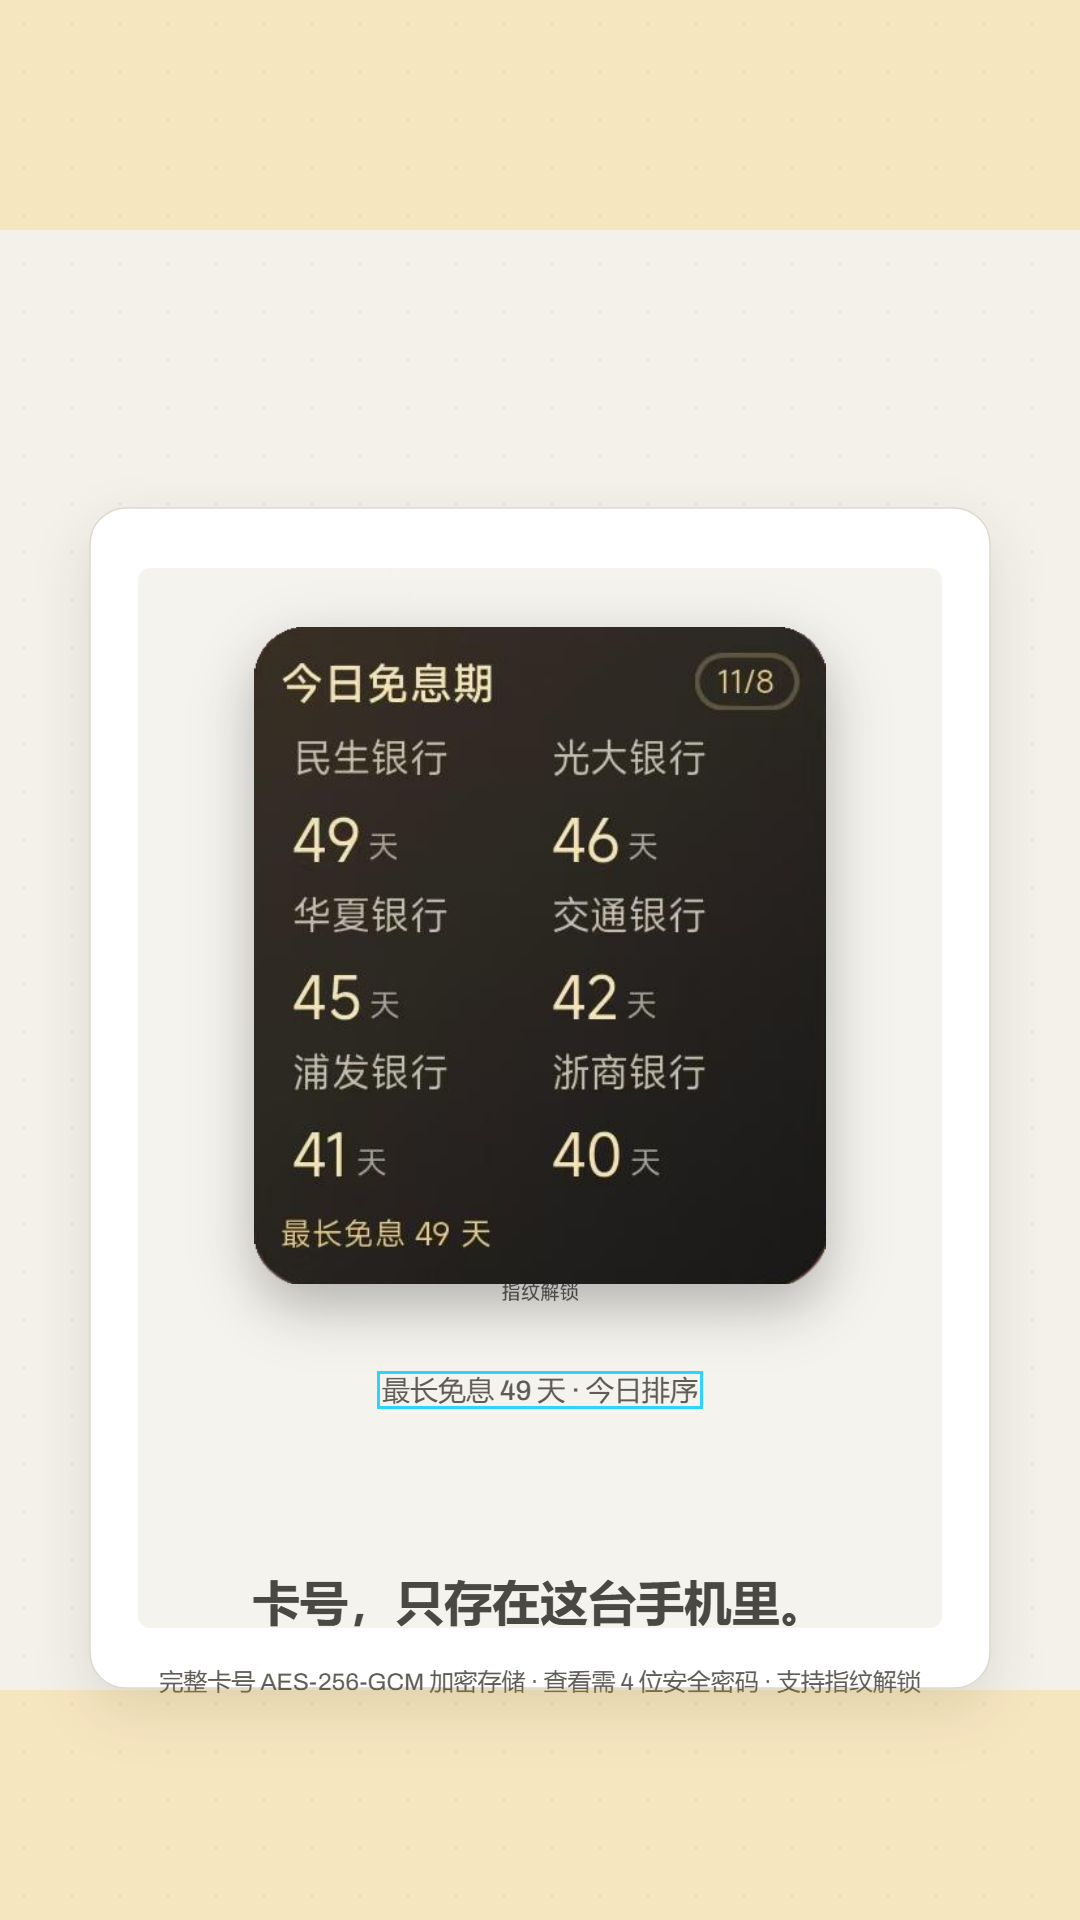 今日免息期 11/8
民生银行 光大银行
49 天 46 天
华夏银行 交通银行
45 天 42 天
浦发银行 浙商银行
41 天 40 天
最长免息 49 天
指纹解锁
最长免息 49 天 · 今日排序
卡号，只存在这台手机里。
完整卡号 AES-256-GCM 加密存储 · 查看需 4 位安全密码 · 支持指纹解锁